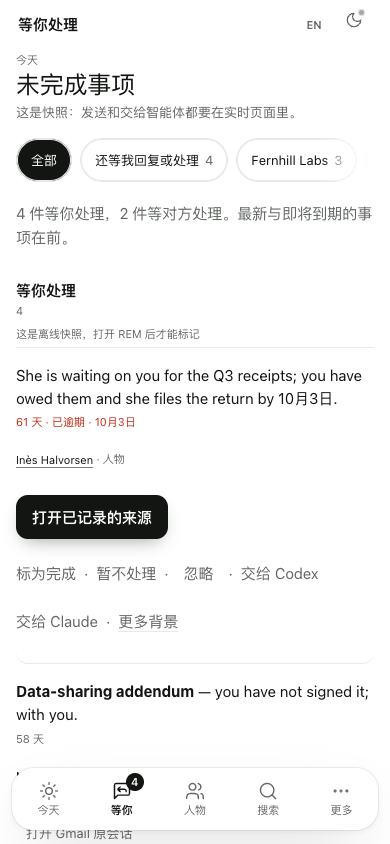 等你处理
EN
今天
未完成事项
这是快照：发送和交给智能体都要在实时页面里。
全部
还等我回复或处理 4
Fernhill Labs 3
4 件等你处理，2 件等对方处理。最新与即将到期的事
项在前。
等你处理
4
这是离线快照，打开 REM 后才能标记
She is waiting on you for the Q3 receipts; you have
owed them and she files the return by 10月3日.
61 天 · 已逾期 · 10月3日
Inès Halvorsen · 人物
打开已记录的来源
标为完成 · 暂不处理 · 忽略 · 交给 Codex
交给 Claude · 更多背景
Data-sharing addendum — you have not signed it;
with you.
58 天
4
今天
等你
人物
搜索
更多
打开 Gmail 原会话